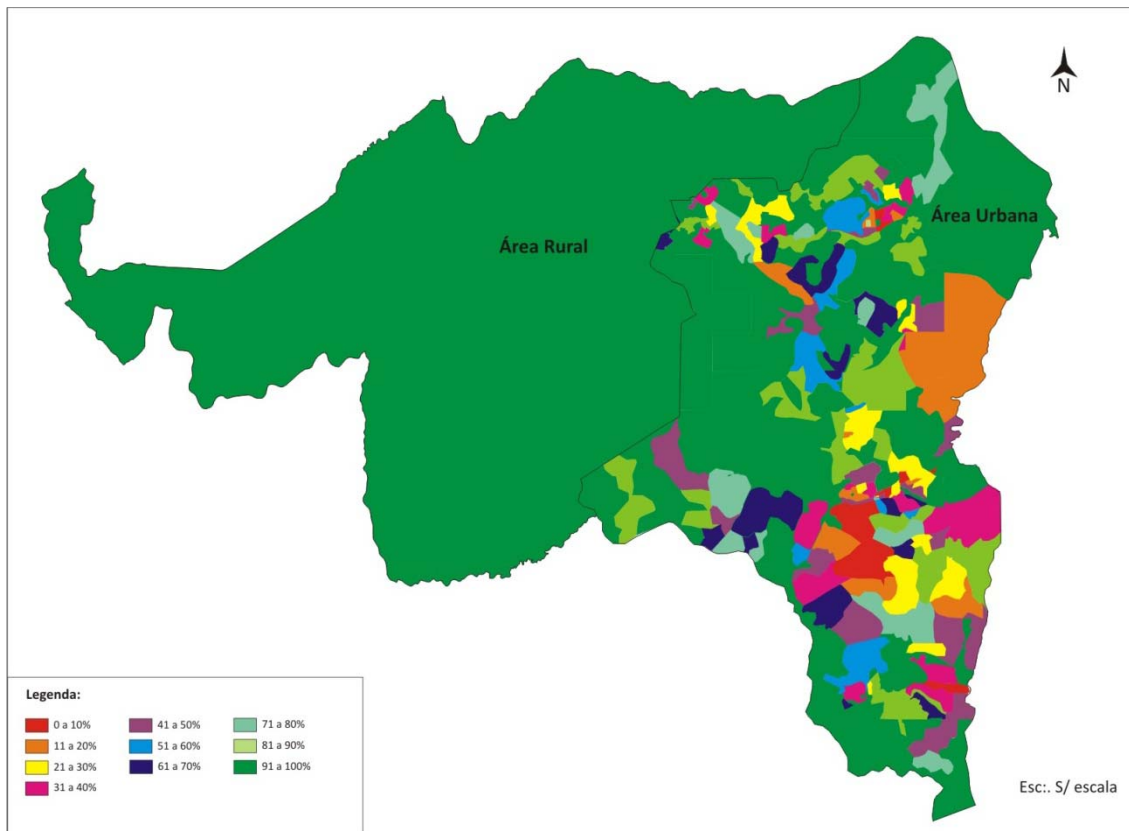 N
Área Urbana
Área Rural
Legenda:
0 a 10%
11 a 20%
21 a 30%
31 a 40%
41 a 50%
51 a 60%
61 a 70%
71 a 80%
81 a 90%
91 a 100%
Esc:. S/ escala